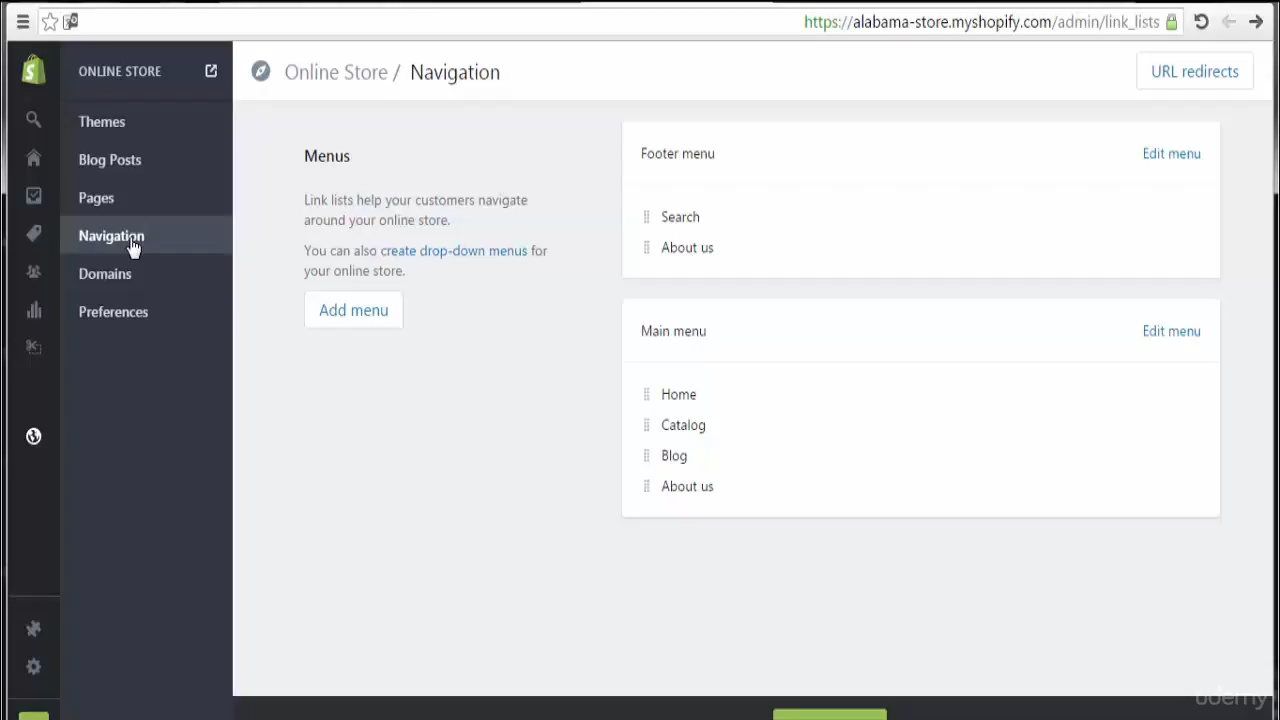 https://alabama-store.myshopify.com/admin/link_lists
ONLINE STORE
Themes
Blog Posts
Pages
Navigation
Domains
Preferences
Online Store / Navigation
URL redirects
Menus
Link lists help your customers navigate
around your online store.
You can also create drop-down menus for
your online store.
Add menu
Footer menu
Edit menu
Search
About us
Main menu
Edit menu
Home
Catalog
Blog
About us
udemy